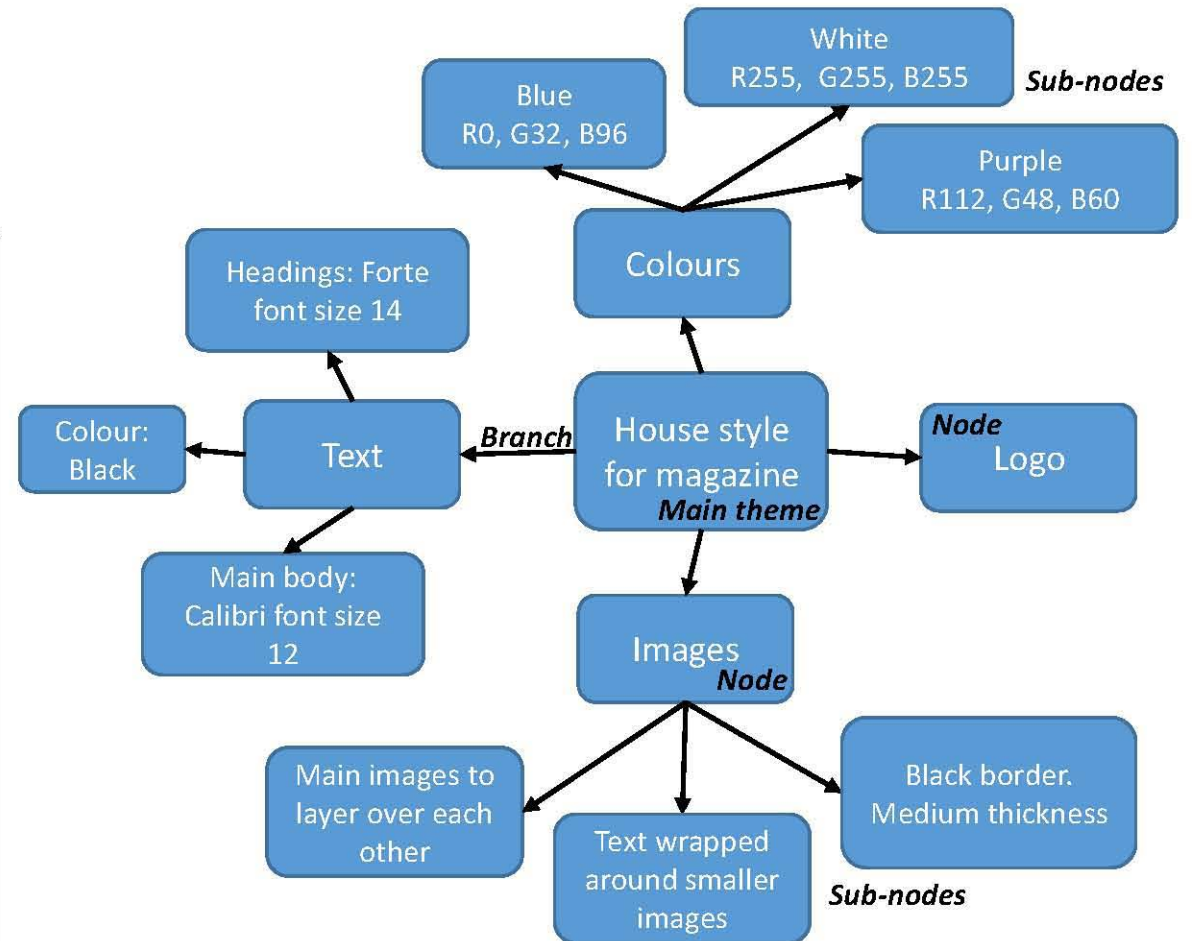 White
R255, G255, B255
Sub-nodes
Blue
R0, G32, B96
Purple
R112, G48, B60
Colours
Headings: Forte
font size 14
Colour:
Black
Text
Branch
House style
for magazine
Main theme
Node
Logo
Main body:
Calibri font size
12
Images
Node
Main images to
layer over each
other
Text wrapped
around smaller
images
Black border.
Medium thickness
Sub-nodes